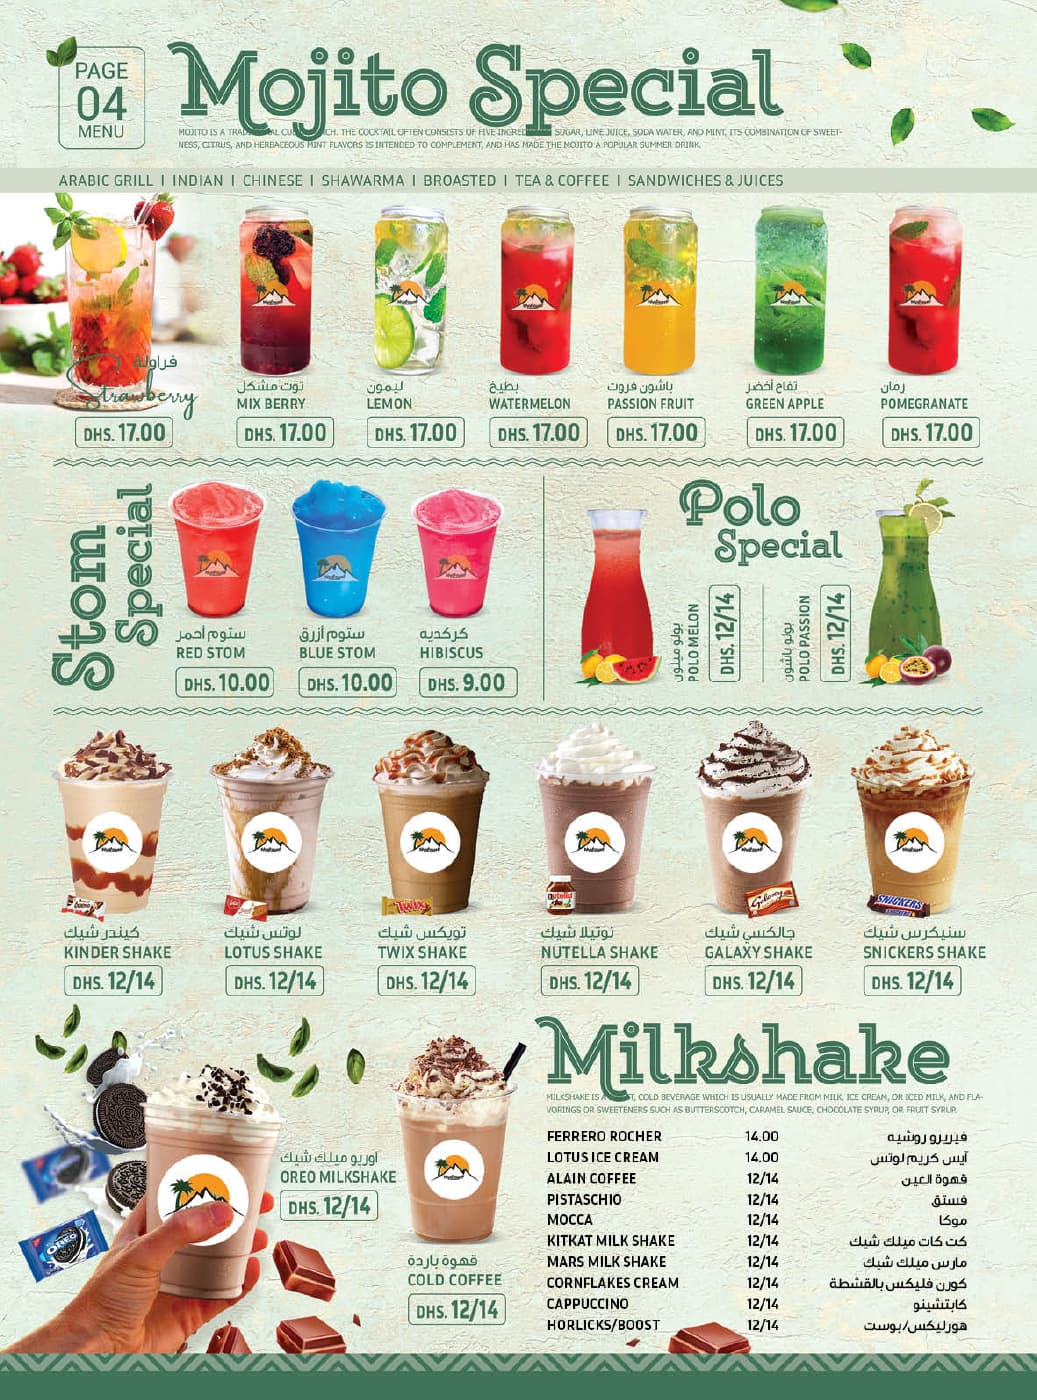 PAGE
04
MENU
Mojito Special
MOJITO IS A TRADITIONAL CUBAN PUNCH. THE COCKTAIL OFTEN CONSISTS OF FIVE INGREDIENTS SUGAR, LIME JUICE, SODA WATER, AND MINT. ITS COMBINATION OF SWEET-
NESS, CITRUS, AND HERBACEOUS MINT FLAVORS IS INTENDED TO COMPLEMENT, AND HAS MADE THE MOJITO A POPULAR SUMMER DRINK.
ARABIC GRILL I INDIAN I CHINESE I SHAWARMA I BROASTED I TEA & COFFEE I SANDWICHES & JUICES
فراولة
Strawberry
DHS. 17.00
توت مشكل
MIX BERRY
DHS. 17.00
ليمون
LEMON
DHS. 17.00
بطيخ
WATERMELON
DHS. 17.00
باشون فروت
PASSION FRUIT
DHS. 17.00
تفاح أخضر
GREEN APPLE
DHS. 17.00
رمان
POMEGRANATE
DHS. 17.00
Stom
Special
ستوم أحمر
RED STOM
DHS. 10.00
ستوم أزرق
BLUE STOM
DHS. 10.00
كركديه
HIBISCUS
DHS. 9.00
Polo
Special
بولو ميلون
POLO MELON
DHS. 12/14
بولو باشون
POLO PASSION
DHS. 12/14
كيندر شيك
KINDER SHAKE
DHS. 12/14
لوتس شيك
LOTUS SHAKE
DHS. 12/14
تويكس شيك
TWIX SHAKE
DHS. 12/14
نوتيلا شيك
NUTELLA SHAKE
DHS. 12/14
جالكسي شيك
GALAXY SHAKE
DHS. 12/14
سنيكرس شيك
SNICKERS SHAKE
DHS. 12/14
bueno
TWIX
nutella
Galaxy
SNICKERS
OREO
اوريو ميلك شيك
OREO MILKSHAKE
DHS. 12/14
قهوة باردة
COLD COFFEE
DHS. 12/14
Milkshake
MILKSHAKE IS A COLD BEVERAGE WHICH IS USUALLY MADE FROM MILK, ICE CREAM, OR ICED MILK, AND FLA-
VORINGS OR SWEETENERS SUCH AS BUTTERSCOTCH, CARAMEL SAUCE, CHOCOLATE SYRUP, OR FRUIT SYRUP.
FERRERO ROCHER 14.00 فيريرو روشيه
LOTUS ICE CREAM 14.00 آيس كريم لوتس
ALAIN COFFEE 12/14 قهوة العين
PISTASCHIO 12/14 فستق
MOCCA 12/14 موكا
KITKAT MILK SHAKE 12/14 كت كات ميلك شيك
MARS MILK SHAKE 12/14 مارس ميلك شيك
CORNFLAKES CREAM 12/14 كورن فليكس بالقشطة
CAPPUCCINO 12/14 كابتشينو
HORLICKS/BOOST 12/14 هورليكس/بوست